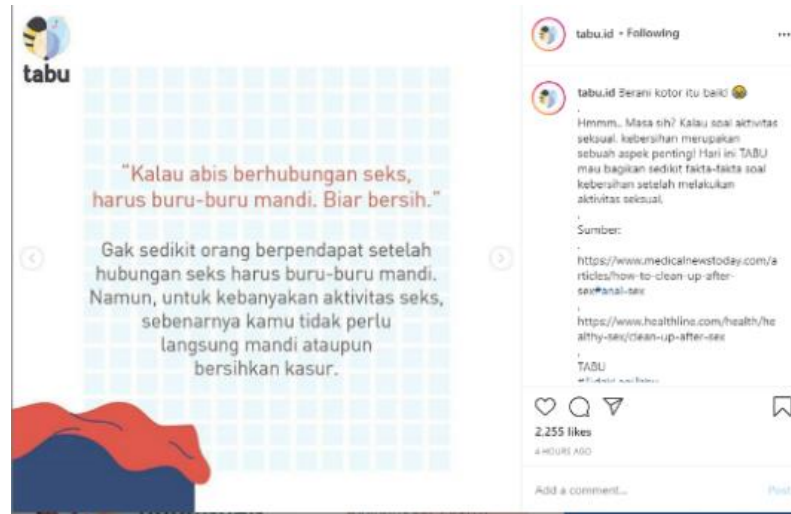 tabu
"Kalau abis berhubungan seks,
harus buru-buru mandi. Biar bersih."
Gak sedikit orang berpendapat setelah
hubungan seks harus buru-buru mandi.
Namun, untuk kebanyakan aktivitas seks,
sebenarnya kamu tidak perlu
langsung mandi ataupun
bersihkan kasur.
tabu.id • Following
tabu.id Berani kotor itu baik!
.
Hmmm.. Masa sih? Kalau soal aktivitas
seksual, kebersihan merupakan
sebuah aspek penting! Hari ini TABU
mau bagikan sedikit fakta-fakta soal
kebersihan setelah melakukan
aktivitas seksual.
.
Sumber:
.
https://www.medicalnewstoday.com/a
rticles/how-to-clean-up-after-
sex#anal-sex
.
https://www.healthline.com/health/he
althy-sex/clean-up-after-sex
.
TABU
2,255 likes
4 HOURS AGO
Add a comment...
Post